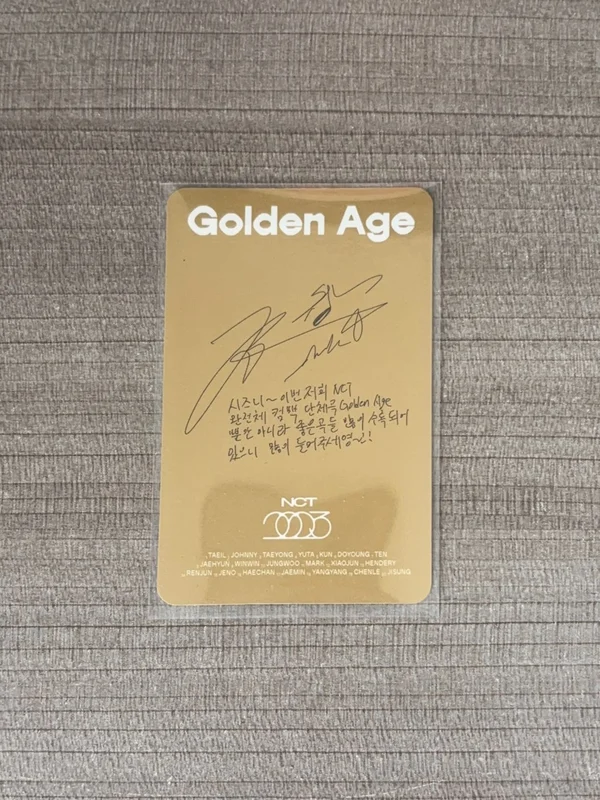 Golden Age
시즈니~ 이번 저희 NCT
완전체 컴백 단체곡 Golden Age
뿐만 아니라 좋은곡들 많이 수록되어
있으니 많이 들어주세영~!
NCT
2023
TAEIL JOHNNY TAEYONG YUTA KUN DOYOUNG TEN
JAEHYUN WINWIN JUNGWOO MARK XIAOJUN HENDERY
RENJUN JENO HAECHAN JAEMIN YANGYANG CHENLE JISUNG